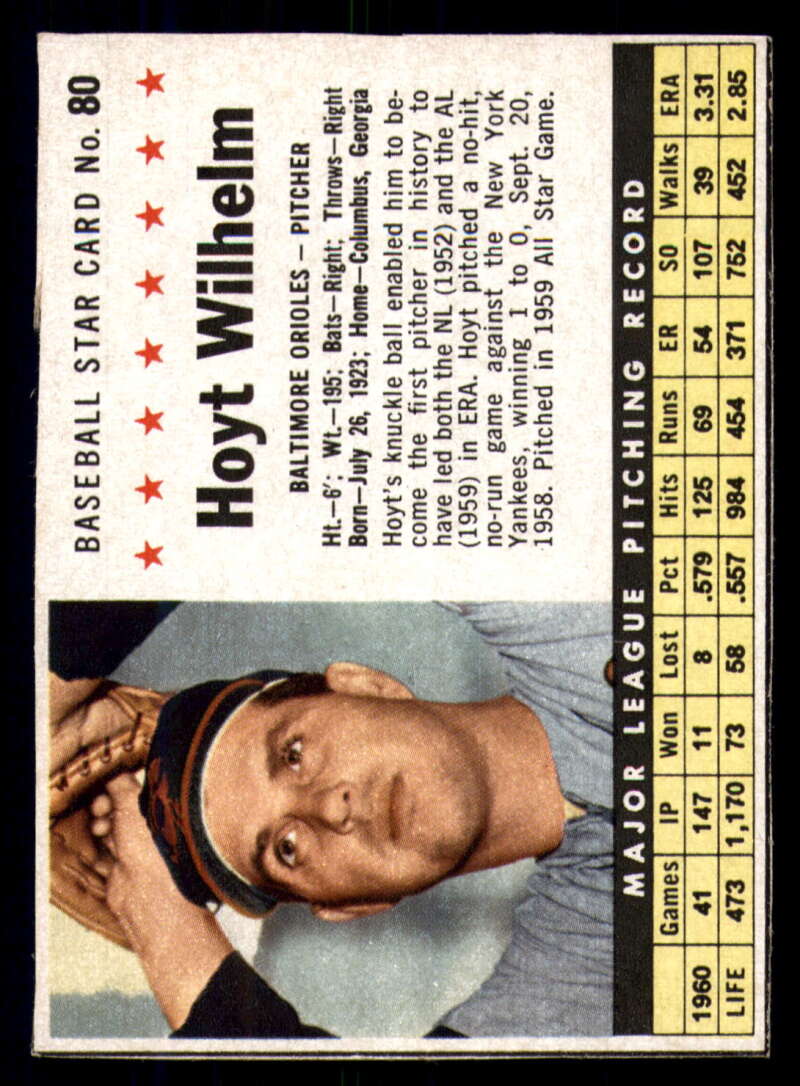 BASEBALL STAR CARD No. 80
Hoyt Wilhelm
BALTIMORE ORIOLES – PITCHER
Ht.–6'; Wt.–195; Bats–Right; Throws–Right
Born–July 26, 1923; Home–Columbus, Georgia
Hoyt's knuckle ball enabled him to be-
come the first pitcher in history to
have led both the NL (1952) and the AL
(1959) in ERA. Hoyt pitched a no-hit,
no-run game against the New York
Yankees, winning 1 to 0, Sept. 20,
1958. Pitched in 1959 All Star Game.
MAJOR LEAGUE PITCHING RECORD
Games IP Won Lost Pct Hits Runs ER SO Walks ERA
1960 41 147 11 8 .579 125 69 54 107 39 3.31
LIFE 473 1,170 73 58 .557 984 454 371 752 452 2.85